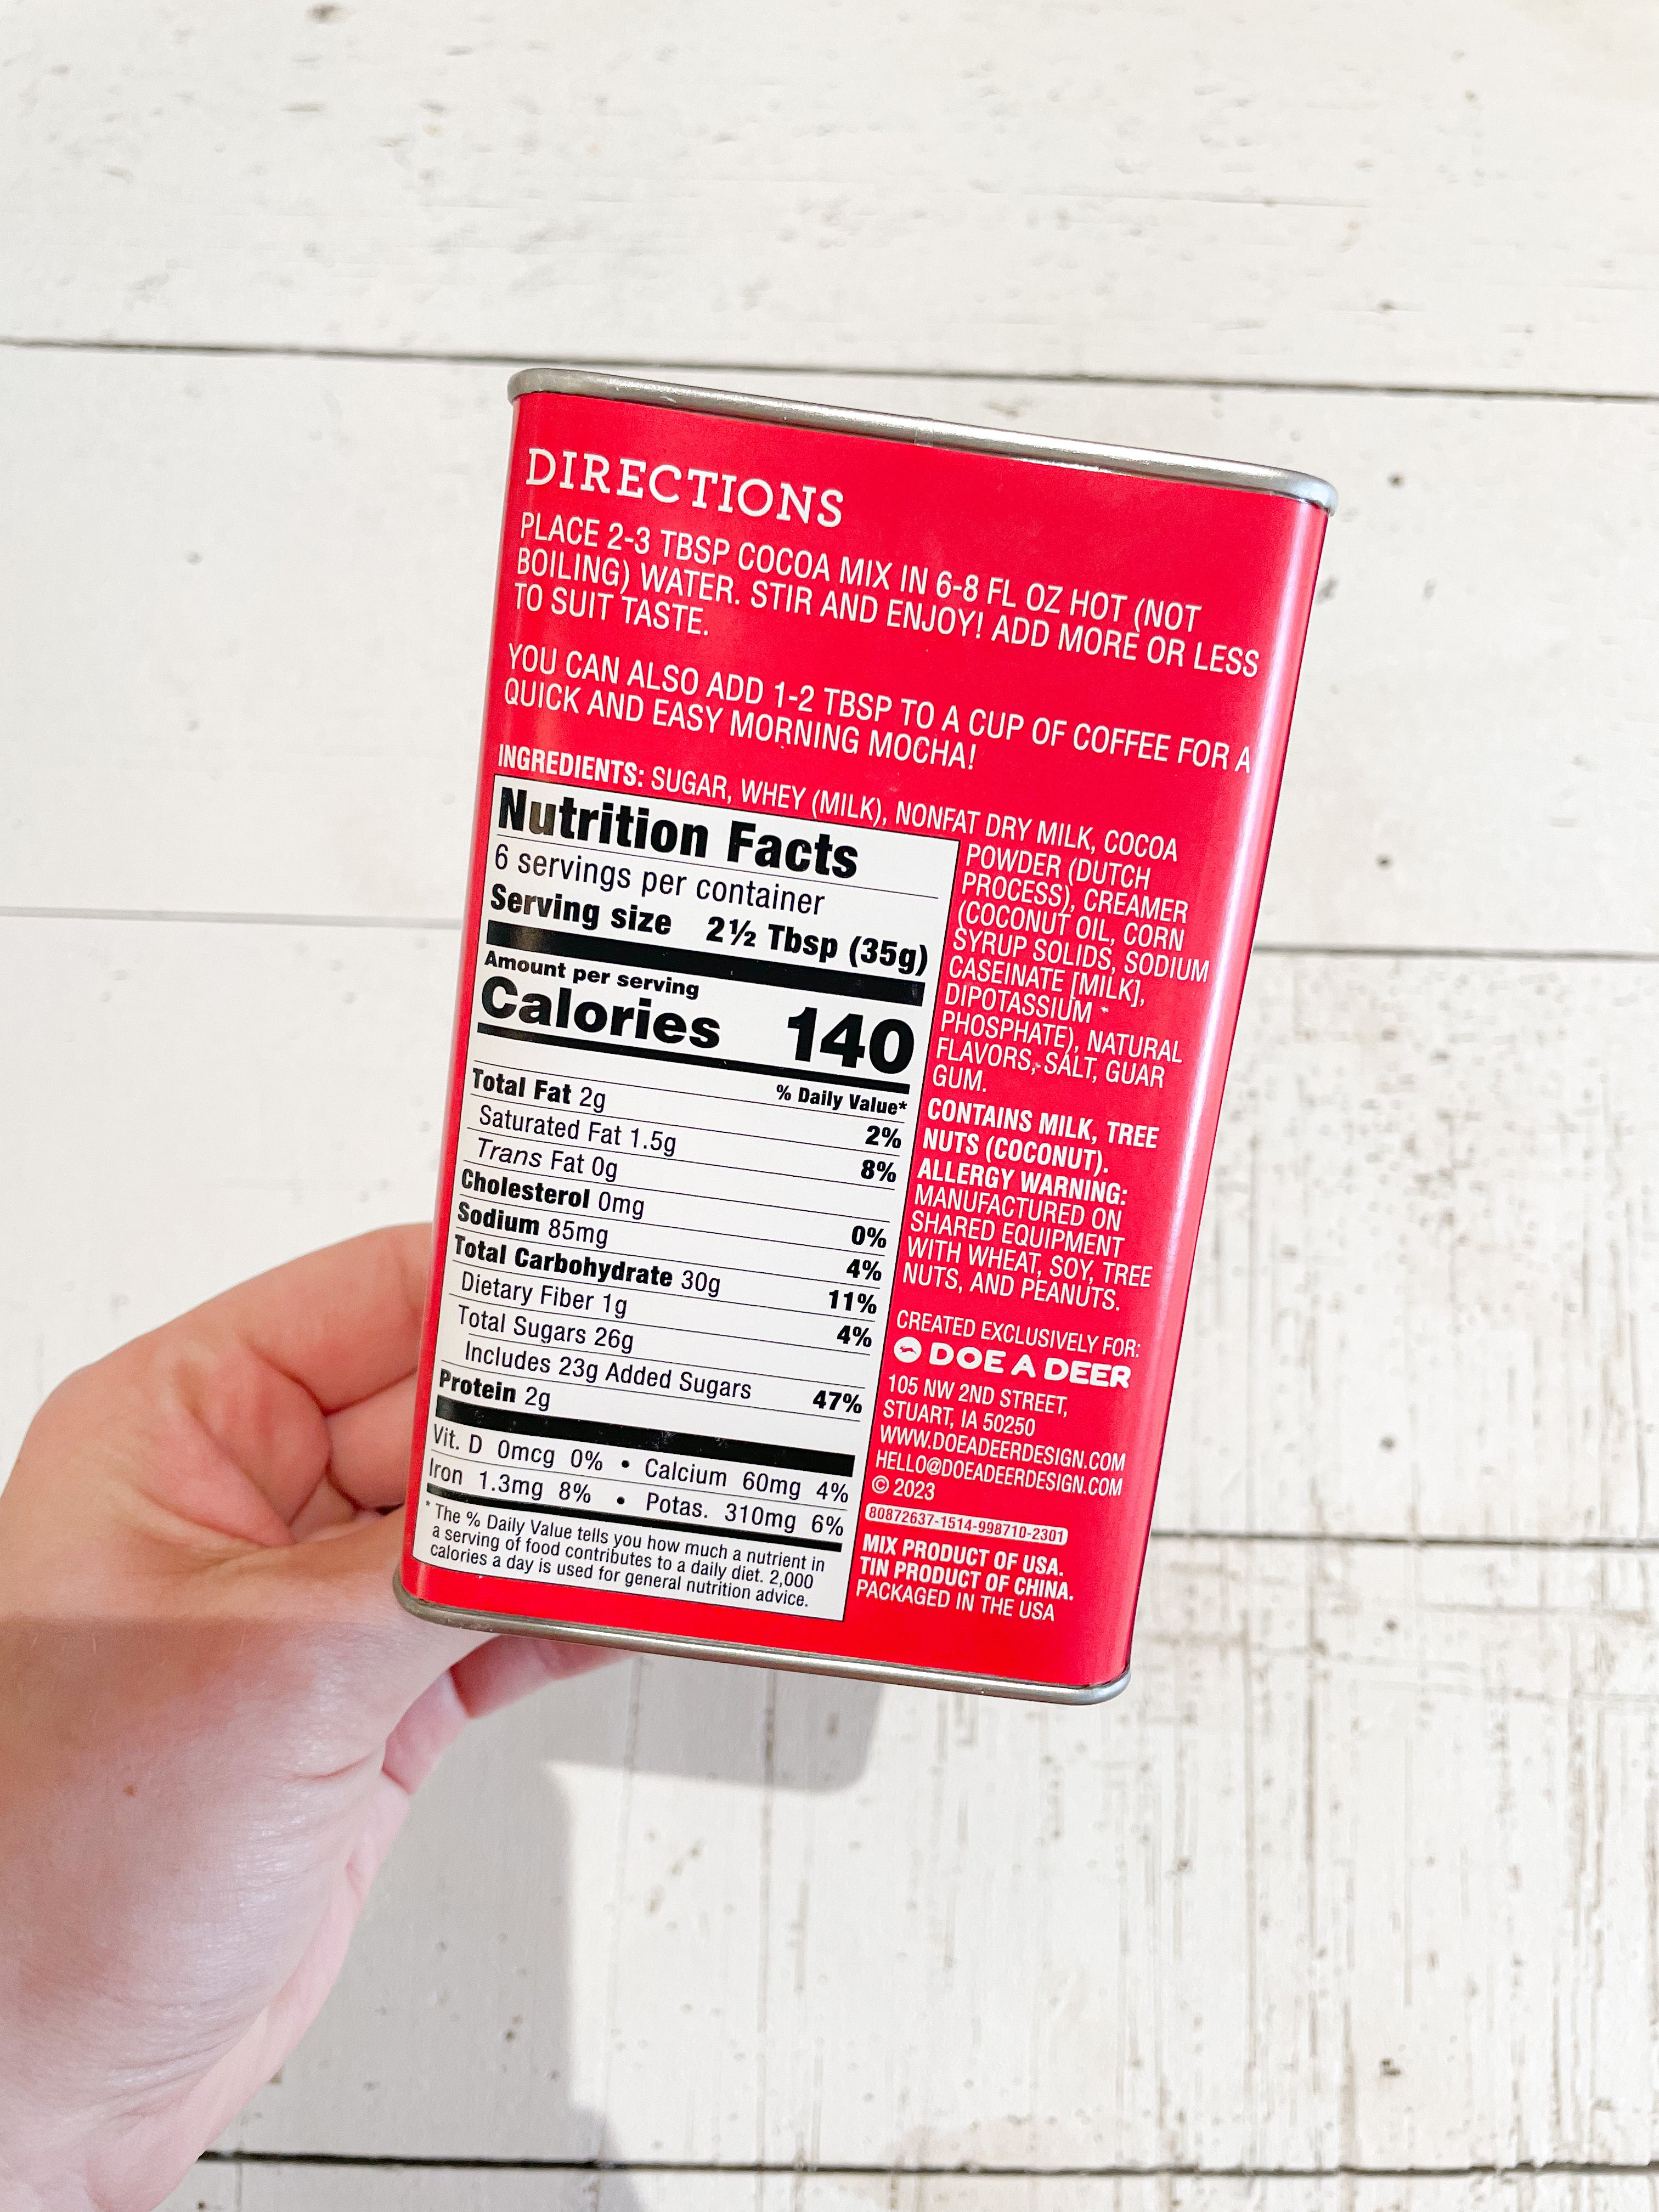 DIRECTIONS
PLACE 2-3 TBSP COCOA MIX IN 6-8 FL OZ HOT (NOT
BOILING) WATER. STIR AND ENJOY! ADD MORE OR LESS
TO SUIT TASTE.
YOU CAN ALSO ADD 1-2 TBSP TO A CUP OF COFFEE FOR A
QUICK AND EASY MORNING MOCHA!
INGREDIENTS: SUGAR, WHEY (MILK), NONFAT DRY MILK, COCOA
POWDER (DUTCH
PROCESS), CREAMER
(COCONUT OIL, CORN
SYRUP SOLIDS, SODIUM
CASEINATE [MILK],
DIPOTASSIUM
PHOSPHATE), NATURAL
FLAVORS, SALT, GUAR
GUM.
CONTAINS MILK, TREE
NUTS (COCONUT).
ALLERGY WARNING:
MANUFACTURED ON
SHARED EQUIPMENT
WITH WHEAT, SOY, TREE
NUTS, AND PEANUTS.
Nutrition Facts
6 servings per container
Serving size 2½ Tbsp (35g)
Amount per serving
Calories 140
% Daily Value*
Total Fat 2g 2%
Saturated Fat 1.5g 8%
Trans Fat 0g
Cholesterol 0mg 0%
Sodium 85mg 4%
Total Carbohydrate 30g 11%
Dietary Fiber 1g 4%
Total Sugars 26g
Includes 23g Added Sugars 47%
Protein 2g
Vit. D 0mcg 0% • Calcium 60mg 4%
Iron 1.3mg 8% • Potas. 310mg 6%
* The % Daily Value tells you how much a nutrient in
a serving of food contributes to a daily diet. 2,000
calories a day is used for general nutrition advice.
CREATED EXCLUSIVELY FOR:
DOE A DEER
105 NW 2ND STREET,
STUART, IA 50250
WWW.DOEADEERDESIGN.COM
HELLO@DOEADEERDESIGN.COM
© 2023
80872637-1514-998710-2301
MIX PRODUCT OF USA.
TIN PRODUCT OF CHINA.
PACKAGED IN THE USA